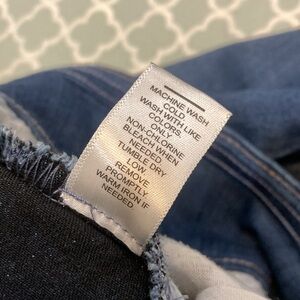 MACHINE WASH
COLD.
WASH WITH LIKE
COLORS.
ONLY
NON-CHLORINE
BLEACH WHEN
NEEDED
TUMBLE DRY
LOW
REMOVE
PROMPTLY
WARM IRON IF
NEEDED